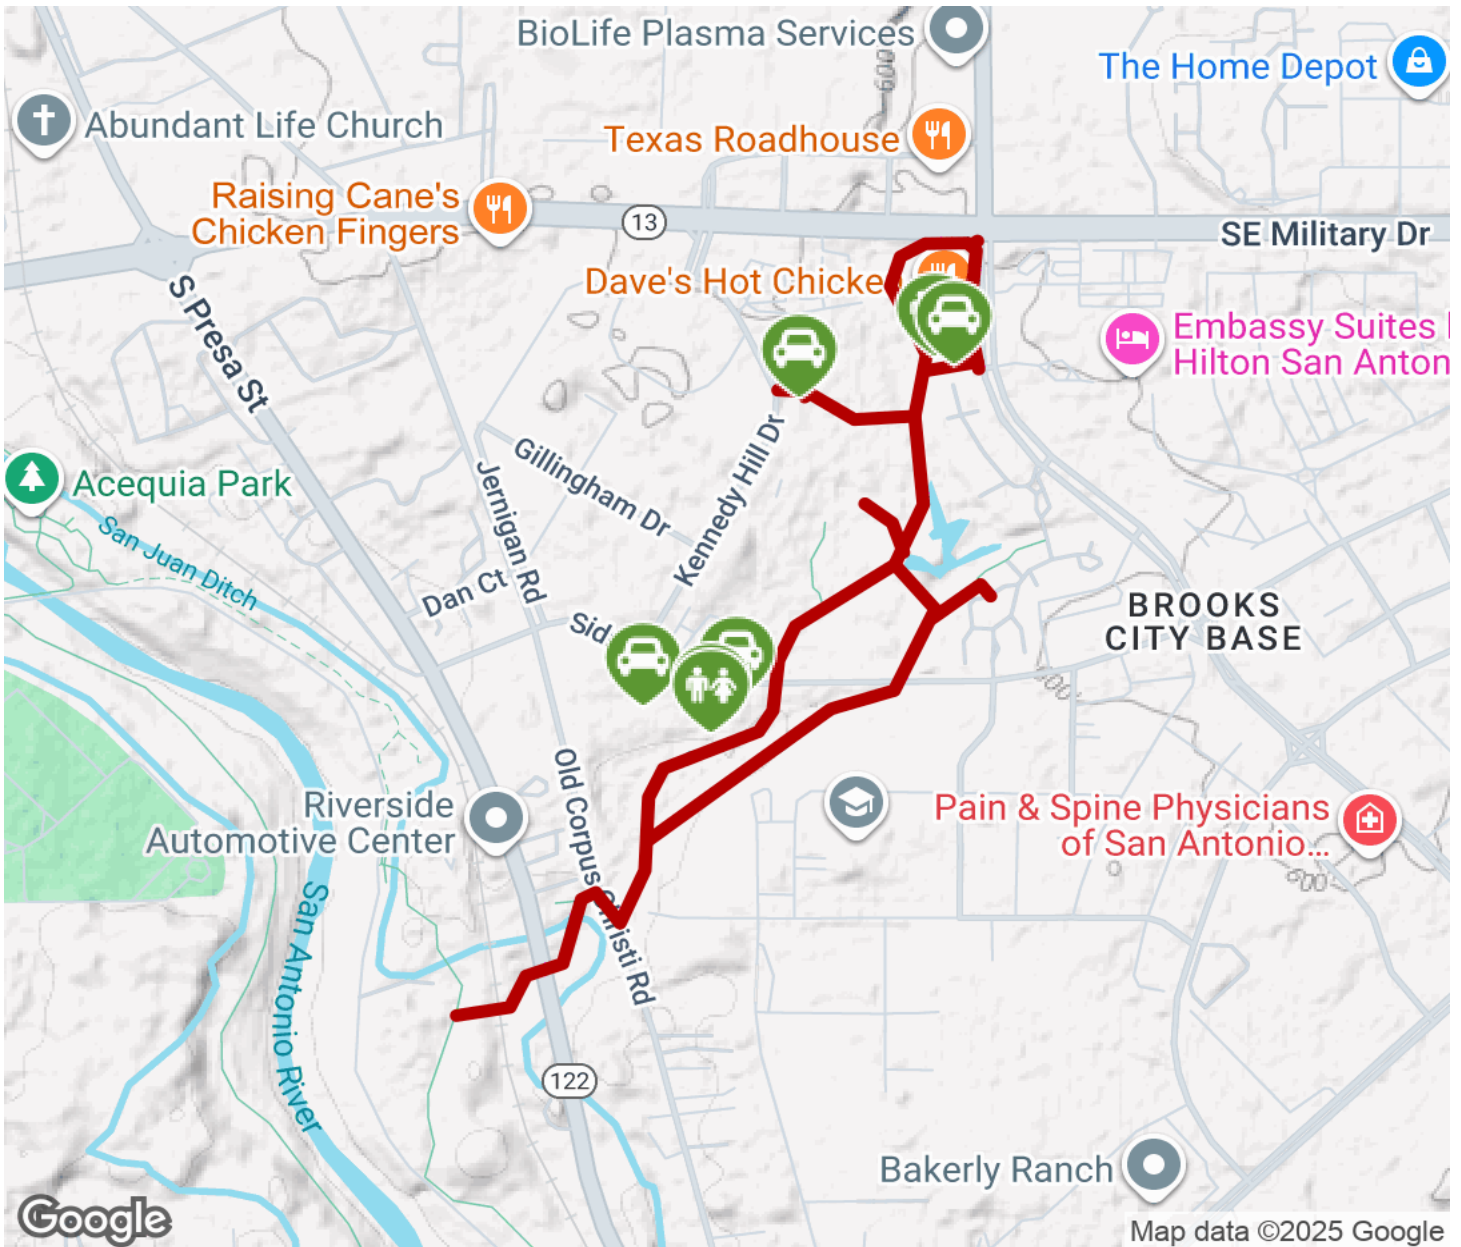 BioLife Plasma Services
The Home Depot
Abundant Life Church
Texas Roadhouse
Raising Cane's
Chicken Fingers
13
SE Military Dr
Dave's Hot Chicke
S Presa St
Embassy Suites
Hilton San Anton
Acequia Park
Gillingham Dr
Kennedy Hill Dr
Jernigan Rd
San Juan Ditch
Dan Ct
Sid
BROOKS
CITY BASE
Old Corpus Christi Rd
Riverside
Automotive Center
Pain & Spine Physicians
of San Antonio...
San Antonio River
122
Bakerly Ranch
Google
Map data ©2025 Google